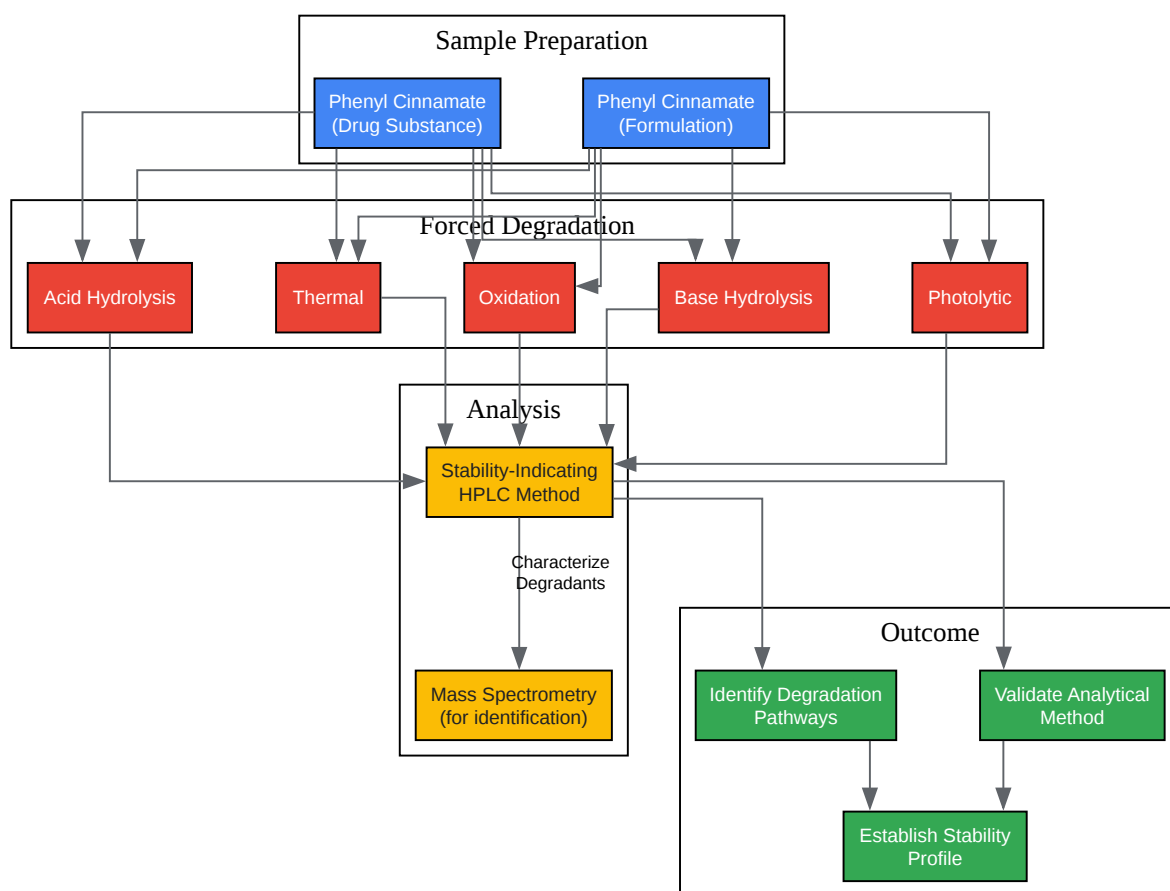 Sample Preparation
Phenyl Cinnamate
(Drug Substance)
Phenyl Cinnamate
(Formulation)
Forced Degradation
Acid Hydrolysis
Thermal
Oxidation
Base Hydrolysis
Photolytic
Analysis
Stability-Indicating
HPLC Method
Characterize
Degradants
Mass Spectrometry
(for identification)
Outcome
Identify Degradation
Pathways
Validate Analytical
Method
Establish Stability
Profile